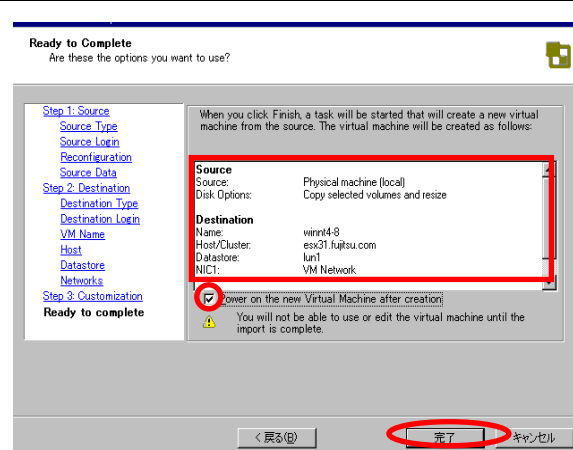 Ready to Complete
Are these the options you want to use?
Step 1: Source
Source Type
Source Login
Reconfiguration
Source Data
Step 2: Destination
Destination Type
Destination Login
VM Name
Host
Datastore
Networks
Step 3: Customization
Ready to complete
When you click Finish, a task will be started that will create a new virtual
machine from the source. The virtual machine will be created as follows:
Source
Source: Physical machine (local)
Disk Options: Copy selected volumes and resize
Destination
Name: winnt4-8
Host/Cluster: esx31.fujitsu.com
Datastore: lun1
NIC1: VM Network
Power on the new Virtual Machine after creation
You will not be able to use or edit the virtual machine until the
import is complete.
< 戻る(B) 完了 キャンセル